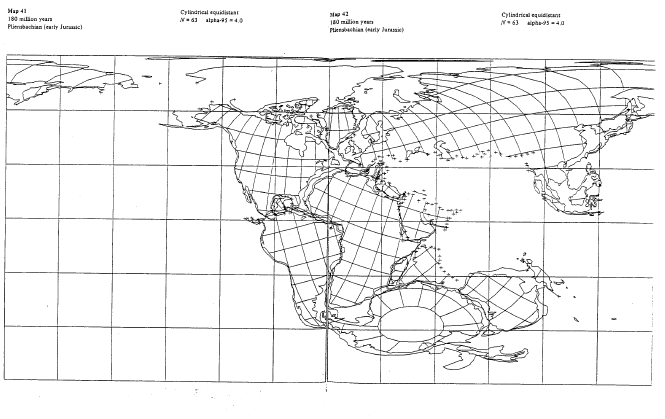 Map 41
180 million years
Pliensbachian (early Jurassic)
Cylindrical equidistant
N = 63 alpha-95 = 4.0
Map 42
180 million years
Pliensbachian (early Jurassic)
Cylindrical equidistant
N = 63 alpha-95 = 4.0